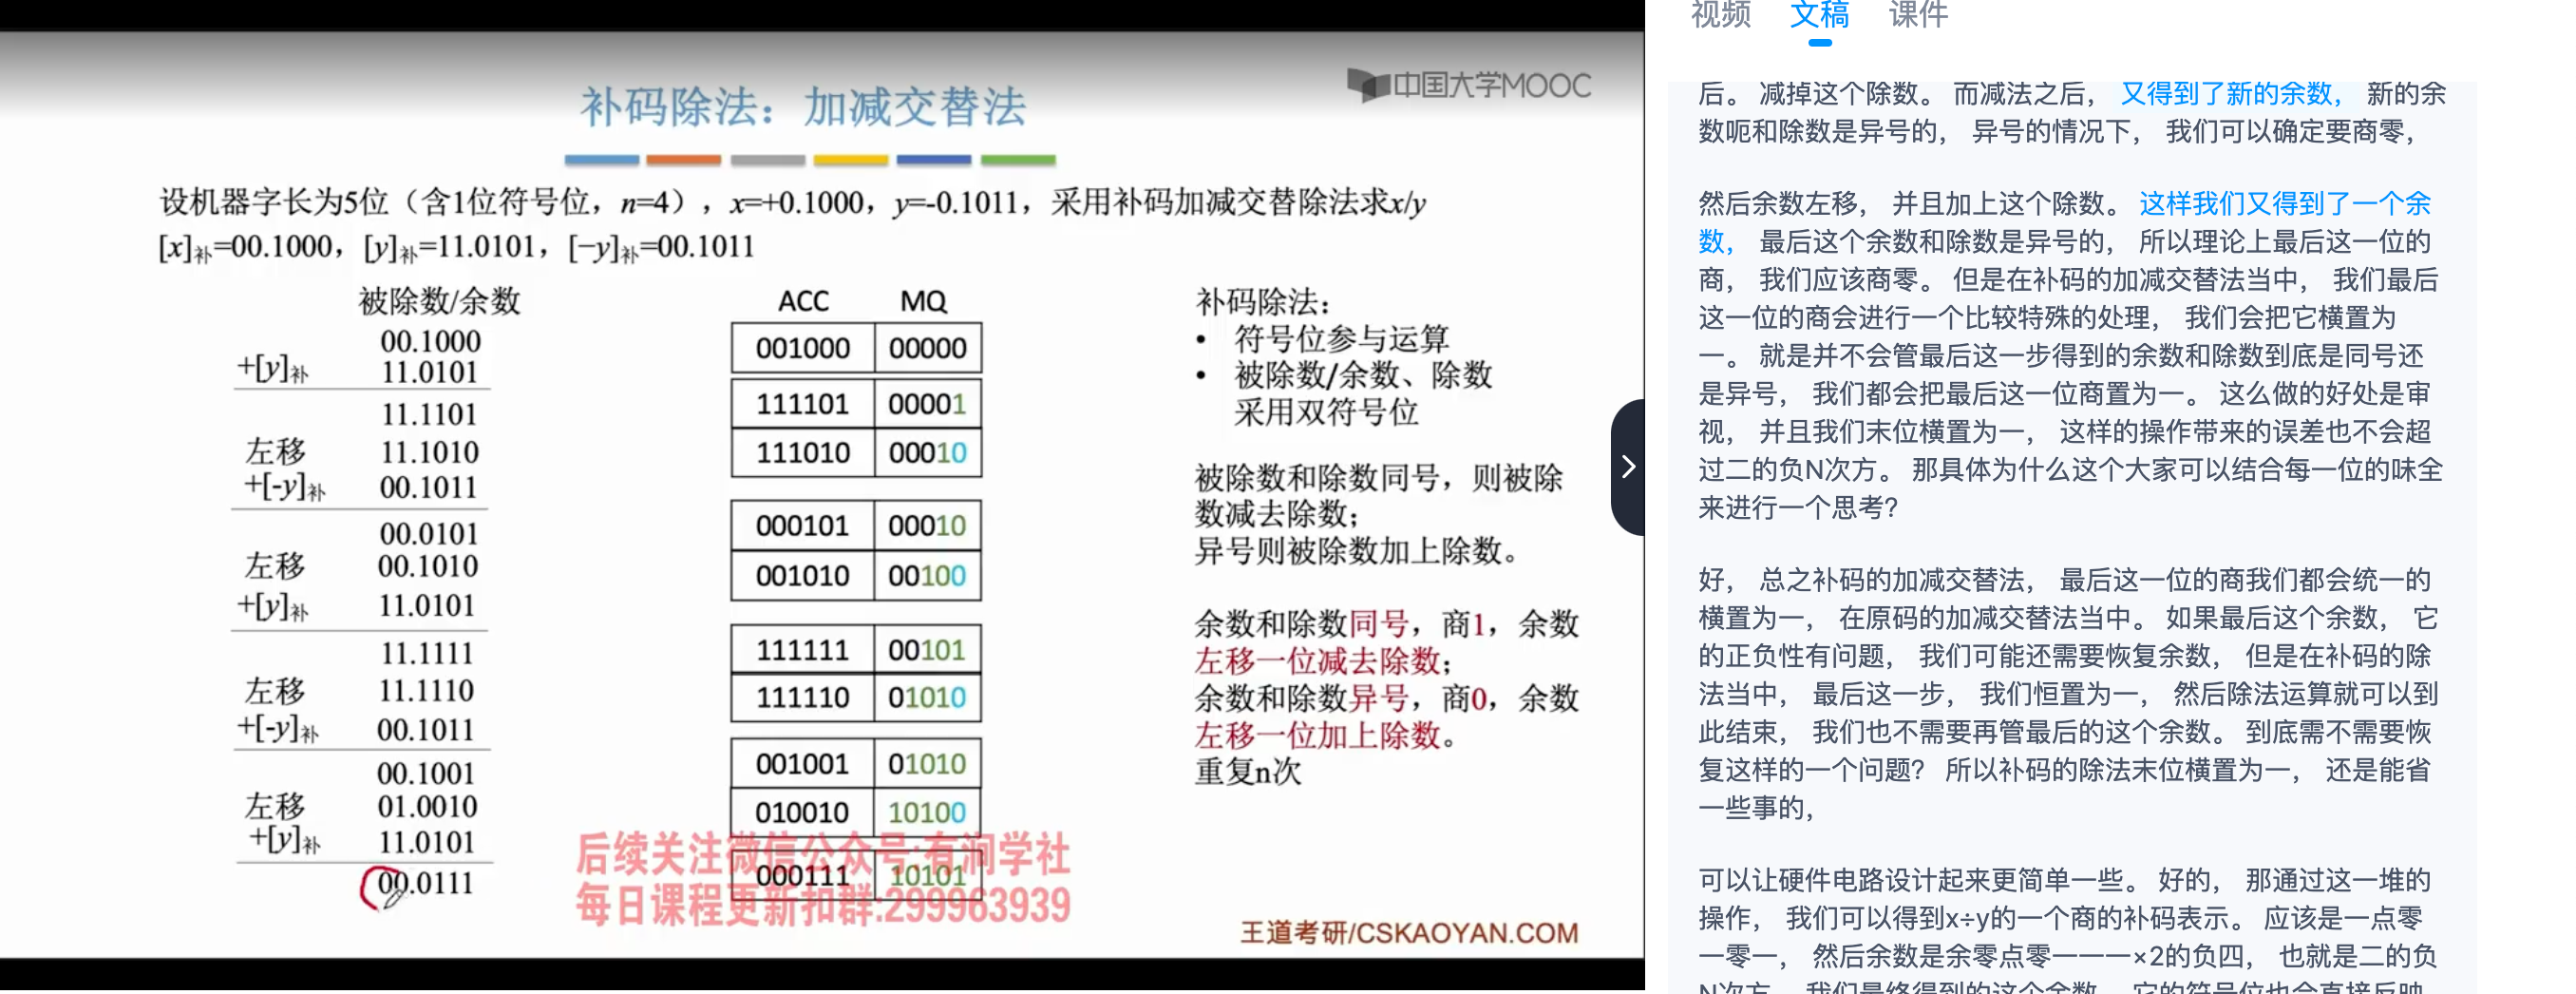 中国大学MOOC
补码除法：加减交替法
设机器字长为5位（含1位符号位，n=4），x=+0.1000，y=-0.1011，采用补码加减交替除法求x/y
[x]补=00.1000，[y]补=11.0101，[−y]补=00.1011
被除数/余数
00.1000
+[y]补 11.0101
11.1101
左移 11.1010
+[-y]补 00.1011
00.0101
左移 00.1010
+[y]补 11.0101
11.1111
左移 11.1110
+[-y]补 00.1011
00.1001
左移 01.0010
+[y]补 11.0101
00.0111
ACC MQ
001000 00000
111101 00001
111010 00010
000101 00010
001010 00100
111111 00101
111110 01010
001001 01010
010010 10100
000111 10101
补码除法：
• 符号位参与运算
• 被除数/余数、除数
采用双符号位
被除数和除数同号，则被除
数减去除数；
异号则被除数加上除数。
余数和除数同号，商1，余数
左移一位减去除数；
余数和除数异号，商0，余数
左移一位加上除数。
重复n次
后续关注微信公众号:有润学社
每日课程更新扣群:299963939
王道考研/CSKAOYAN.COM
视频 文稿 课件
后。 减掉这个除数。 而减法之后， 又得到了新的余数， 新的余
数呃和除数是异号的， 异号的情况下， 我们可以确定要商零，
然后余数左移， 并且加上这个除数。 这样我们又得到了一个余
数， 最后这个余数和除数是异号的， 所以理论上最后这一位的
商， 我们应该商零。 但是在补码的加减交替法当中， 我们最后
这一位的商会进行一个比较特殊的处理， 我们会把它横置为
一。 就是并不会管最后这一步得到的余数和除数到底是同号还
是异号， 我们都会把最后这一位商置为一。 这么做的好处是审
视， 并且我们末位横置为一， 这样的操作带来的误差也不会超
过二的负N次方。 那具体为什么这个大家可以结合每一位的味全
来进行一个思考?
好， 总之补码的加减交替法， 最后这一位的商我们都会统一的
横置为一， 在原码的加减交替法当中。 如果最后这个余数， 它
的正负性有问题， 我们可能还需要恢复余数， 但是在补码的除
法当中， 最后这一步， 我们恒置为一， 然后除法运算就可以到
此结束， 我们也不需要再管最后的这个余数。 到底需不需要恢
复这样的一个问题? 所以补码的除法末位横置为一， 还是能省
一些事的，
可以让硬件电路设计起来更简单一些。 好的， 那通过这一堆的
操作， 我们可以得到x÷y的一个商的补码表示。 应该是一点零
一零一， 然后余数是余零点零一一一×2的负四， 也就是二的负
N次方， 我们最终得到的这个余数， 它的符号位也会直接反映